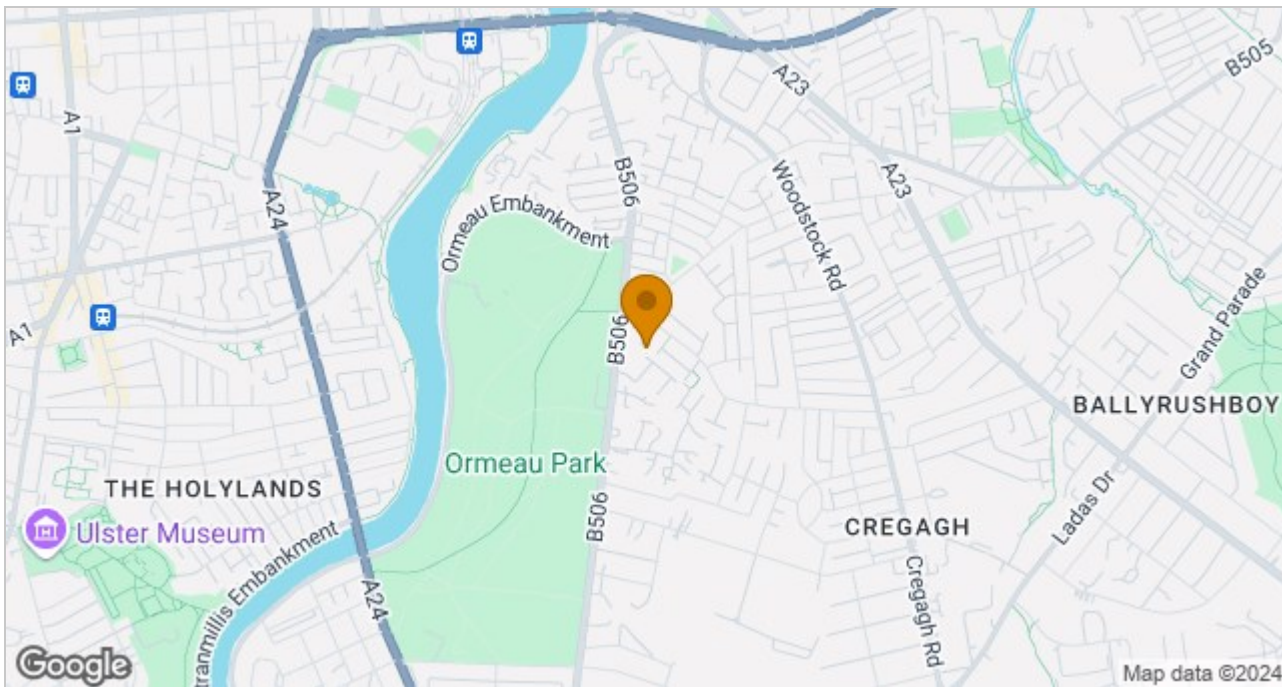 A23
B505
A1
B506
Woodstock Rd
A23
A24
Ormeau Embankment
Grand Parade
A1
B506
BALLYRUSHBOY
Ormeau Park
THE HOLYLANDS
Ulster Museum
B506
CREGAGH
Ladas Dr
tranmillis Embankment
A24
Cregagh Rd
Google
Map data ©2024